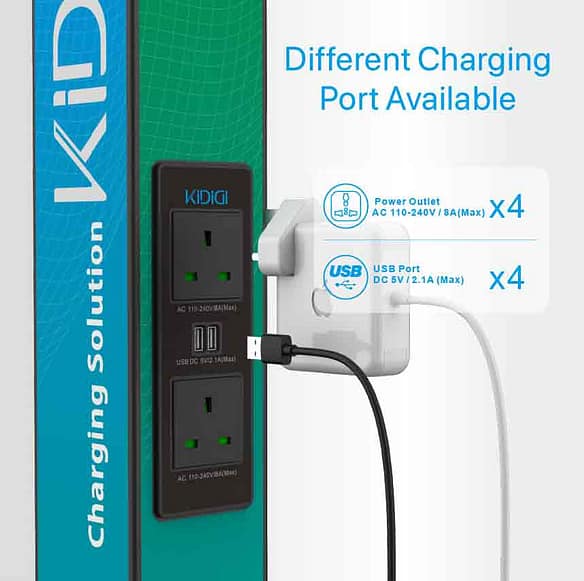 Different Charging
Port Available
KiDiGI
Power Outlet
AC 110-240V / 8A(Max) x4
USB
USB Port
DC 5V / 2.1A (Max) x4
AC 110-240V/8A(Max)
USB DC 5V/2.1A(Max)
AC 110-240V/8A(Max)
Charging Solution
KiD